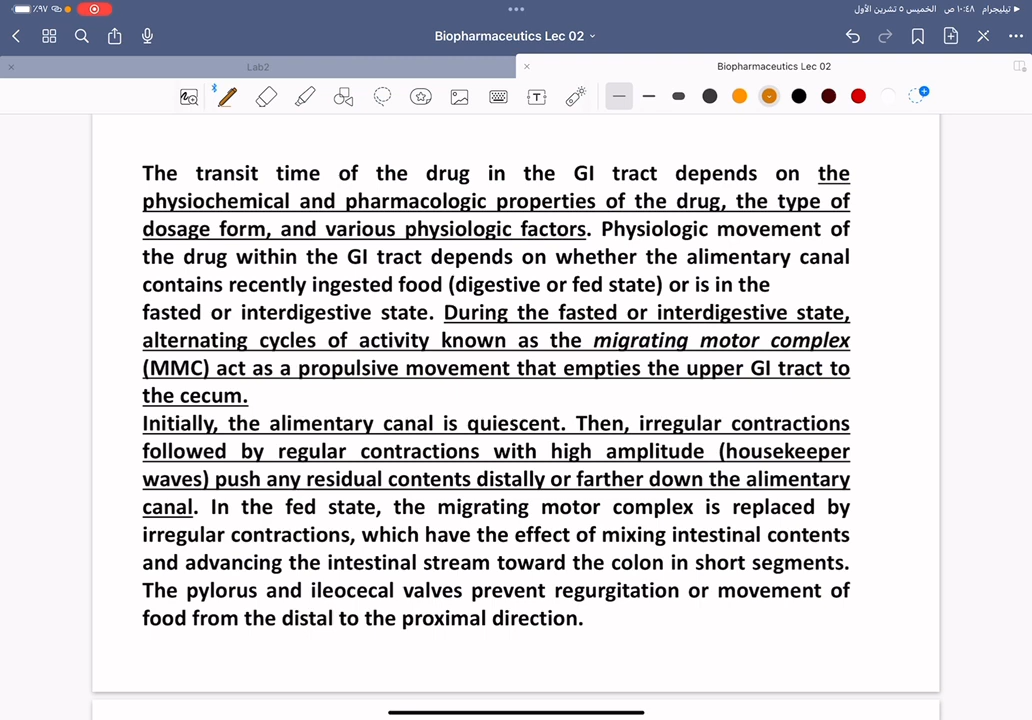 ٪٩٧
◀ تيليجرام ١٠:٤٨ ص الخميس ٥ تشرين الأول
Biopharmaceutics Lec 02
Lab2
Biopharmaceutics Lec 02
The transit time of the drug in the GI tract depends on the
physiochemical and pharmacologic properties of the drug, the type of
dosage form, and various physiologic factors. Physiologic movement of
the drug within the GI tract depends on whether the alimentary canal
contains recently ingested food (digestive or fed state) or is in the
fasted or interdigestive state. During the fasted or interdigestive state,
alternating cycles of activity known as the migrating motor complex
(MMC) act as a propulsive movement that empties the upper GI tract to
the cecum.
Initially, the alimentary canal is quiescent. Then, irregular contractions
followed by regular contractions with high amplitude (housekeeper
waves) push any residual contents distally or farther down the alimentary
canal. In the fed state, the migrating motor complex is replaced by
irregular contractions, which have the effect of mixing intestinal contents
and advancing the intestinal stream toward the colon in short segments.
The pylorus and ileocecal valves prevent regurgitation or movement of
food from the distal to the proximal direction.